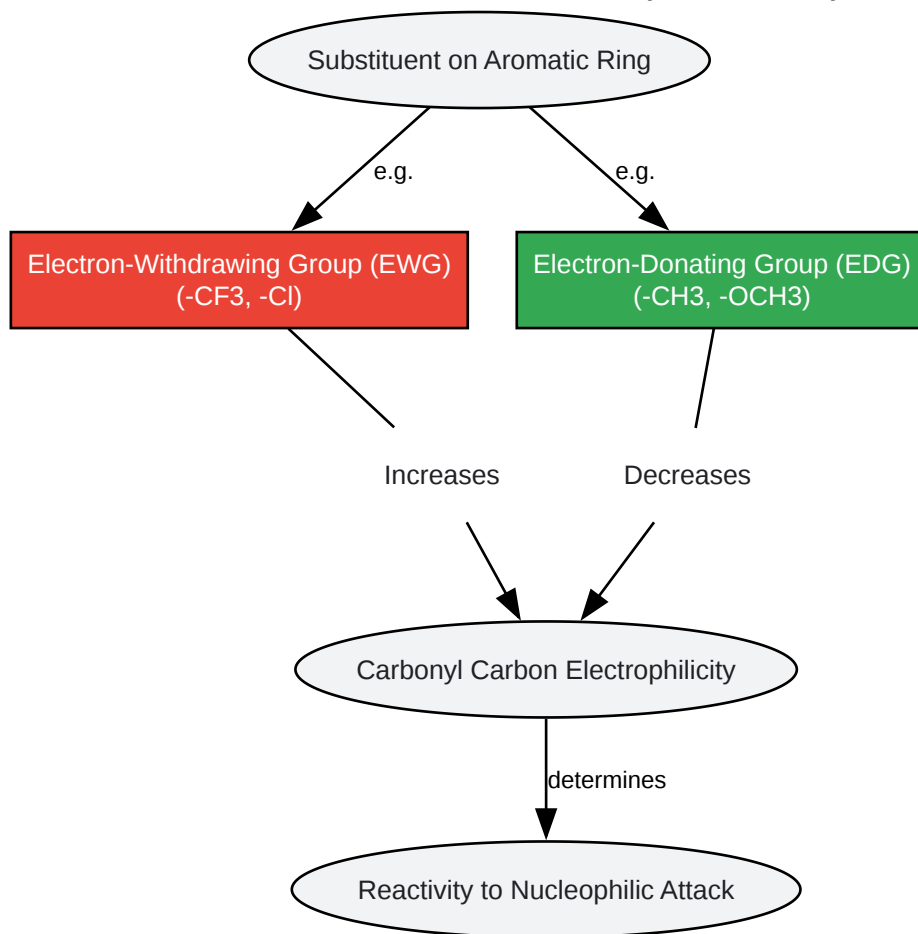 Substituent on Aromatic Ring
e.g.
e.g.
Electron-Withdrawing Group (EWG)
(-CF3, -Cl)
Electron-Donating Group (EDG)
(-CH3, -OCH3)
Increases
Decreases
Carbonyl Carbon Electrophilicity
determines
Reactivity to Nucleophilic Attack